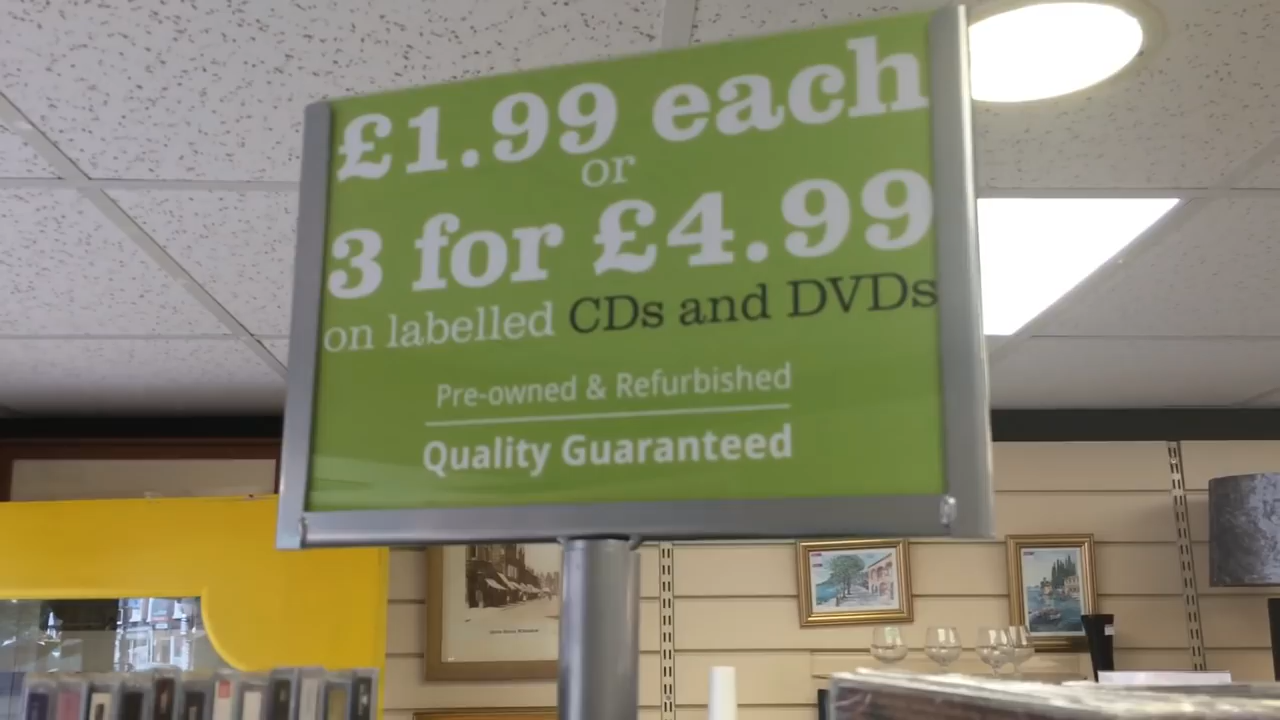 £1.99 each
or
3 for £4.99
on labelled CDs and DVDs
Pre-owned & Refurbished
Quality Guaranteed